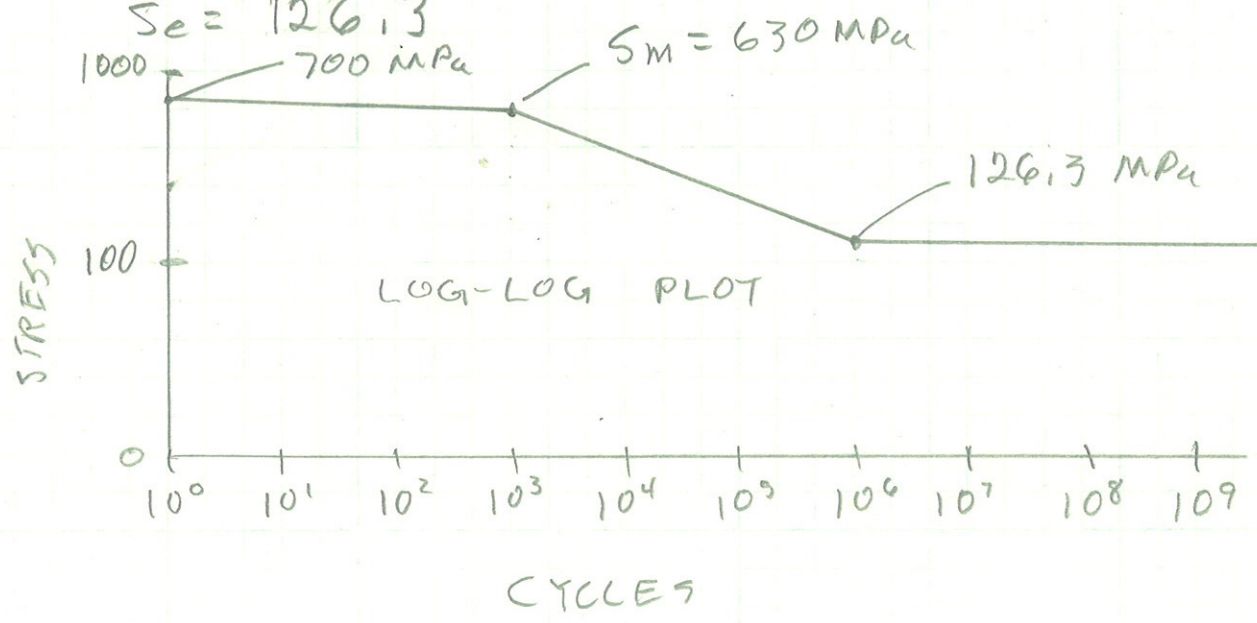 Se = 126.3
1000
700 MPa
Sm = 630 MPa
126.3 MPa
100
LOG-LOG PLOT
STRESS
0
10⁰ 10¹ 10² 10³ 10⁴ 10⁵ 10⁶ 10⁷ 10⁸ 10⁹
CYCLES